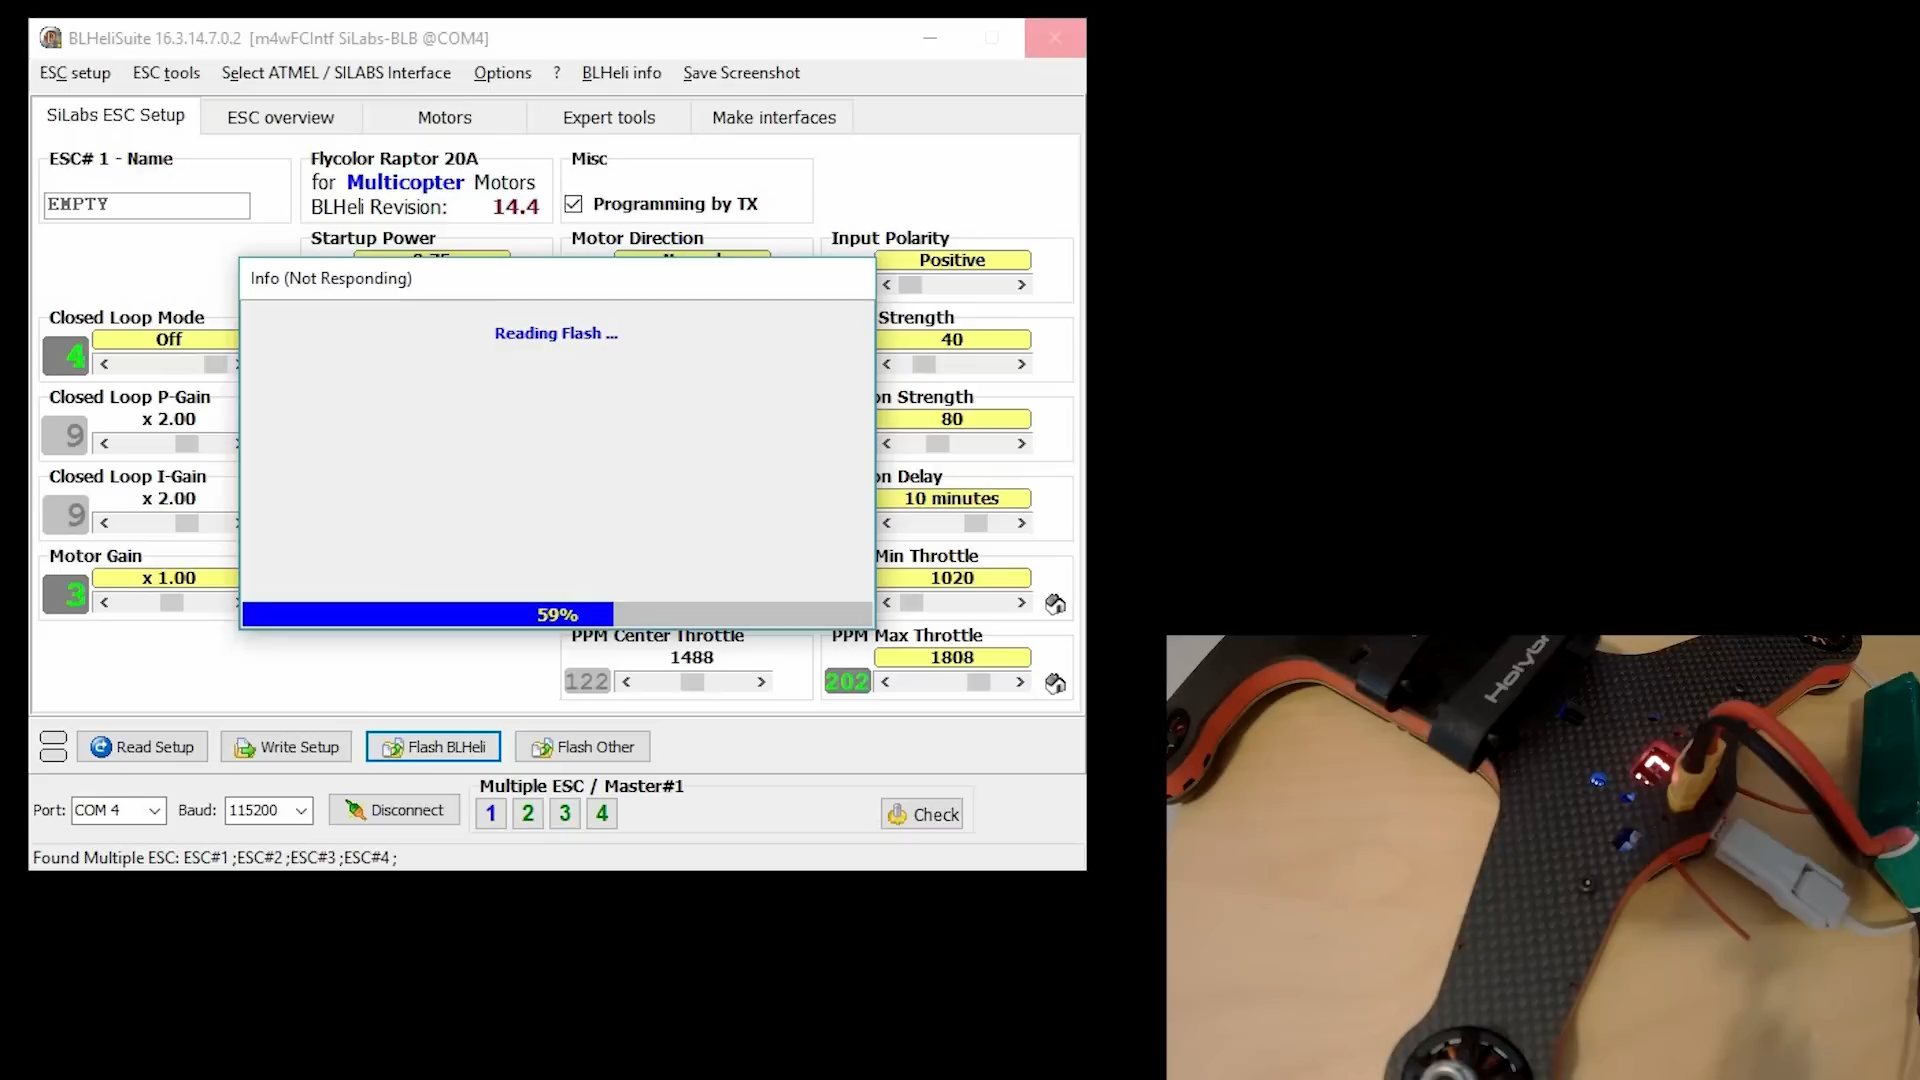 BLHeliSuite 16.3.14.7.0.2 [m4wFCIntf SiLabs-BLB @COM4]
ESC setup ESC tools Select ATMEL / SILABS Interface Options ? BLHeli info Save Screenshot
SiLabs ESC Setup ESC overview Motors Expert tools Make interfaces
ESC# 1 - Name
EMPTY
Flycolor Raptor 20A
for Multicopter Motors
BLHeli Revision: 14.4
Misc
Programming by TX
Startup Power
Motor Direction
Input Polarity
Positive
Info (Not Responding)
Reading Flash ...
59%
Closed Loop Mode
Off
4
Closed Loop P-Gain
x 2.00
9
Closed Loop I-Gain
x 2.00
9
Motor Gain
x 1.00
3
Strength
40
on Strength
80
on Delay
10 minutes
Min Throttle
1020
PPM Center Throttle
1488
122
PPM Max Throttle
1808
202
Read Setup Write Setup Flash BLHeli Flash Other
Port: COM 4 Baud: 115200 Disconnect
Multiple ESC / Master#1
1 2 3 4
Check
Found Multiple ESC: ESC#1 ;ESC#2 ;ESC#3 ;ESC#4 ;